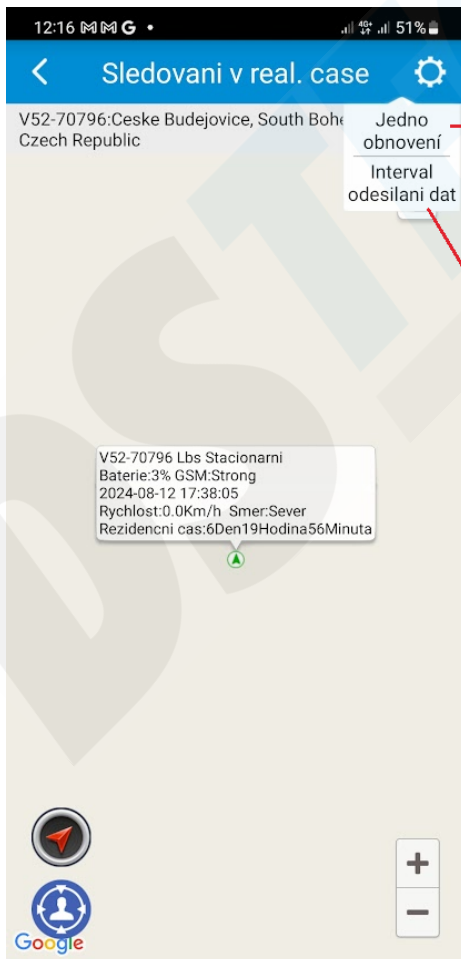 12:16 M M G •
4G+ 51%
Sledovani v real. case
V52-70796:Ceske Budejovice, South Bohe
Czech Republic
Jedno
obnovení
Interval
odesilani dat
V52-70796 Lbs Stacionarni
Baterie:3% GSM:Strong
2024-08-12 17:38:05
Rychlost:0.0Km/h Smer:Sever
Rezidencni cas:6Den19Hodina56Minuta
+
−
Google